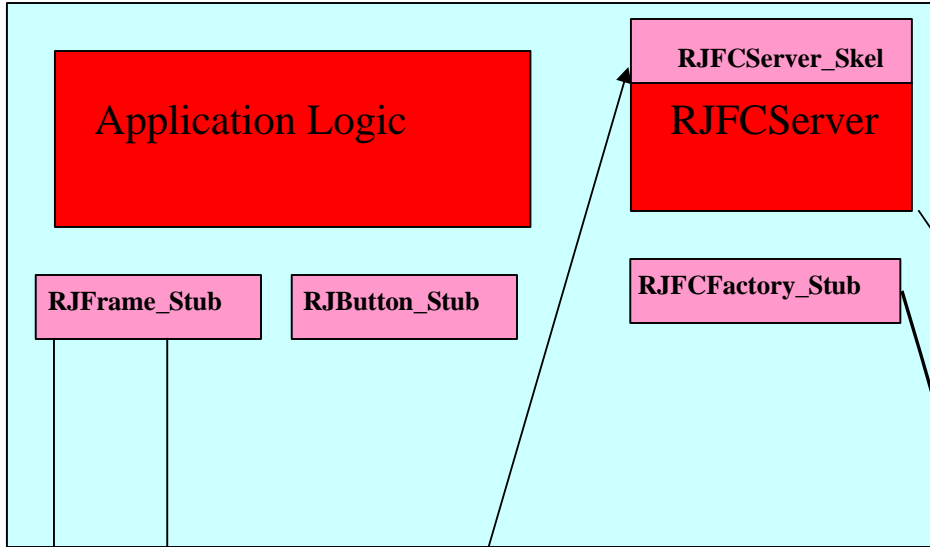 RJFCServer_Skel
Application Logic
RJFCServer
RJFrame_Stub
RJButton_Stub
RJFCFactory_Stub